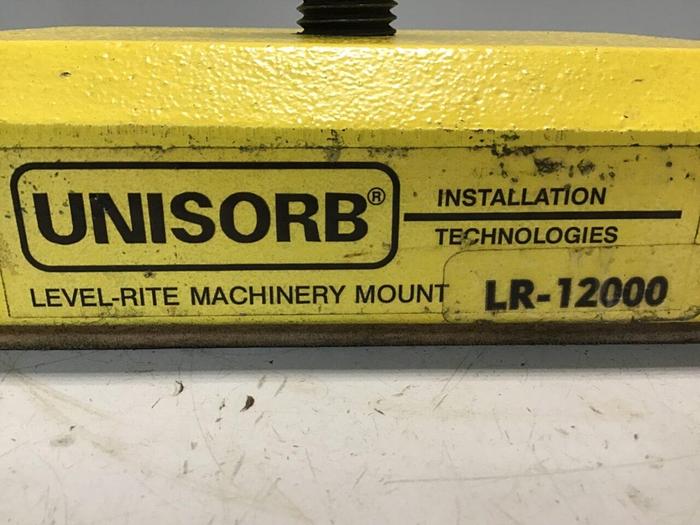 UNISORB®
INSTALLATION
TECHNOLOGIES
LEVEL-RITE MACHINERY MOUNT LR-12000